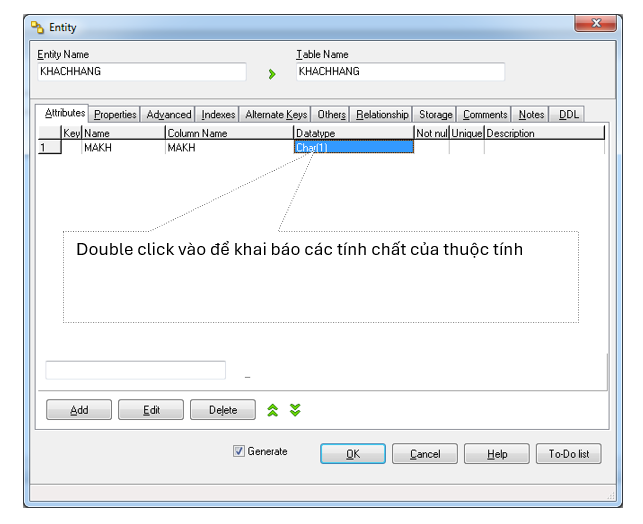 Entity
Entity Name
Table Name
KHACHHANG
KHACHHANG
Attributes Properties Advanced Indexes Alternate Keys Others Relationship Storage Comments Notes DDL
Key Name Column Name Datatype Not nul Unique Description
1 MAKH MAKH Char(1)
Double click vào để khai báo các tính chất của thuộc tính
Add Edit Delete
Generate OK Cancel Help To-Do list